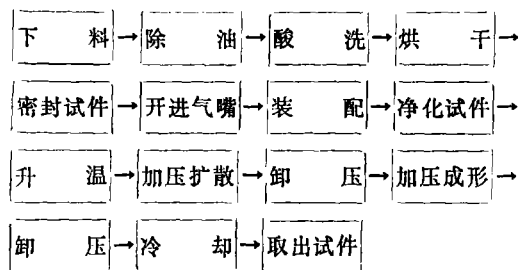 下料→除油→酸洗→烘干→
密封试件→开进气嘴→装配→净化试件→
升温→加压扩散→卸压→加压成形→
卸压→冷却→取出试件